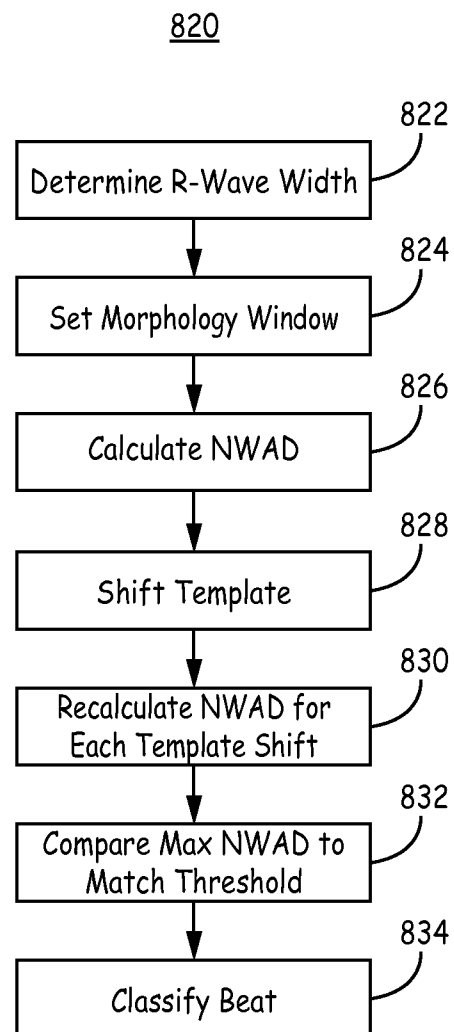 820
822
Determine R-Wave Width
824
Set Morphology Window
826
Calculate NWAD
828
Shift Template
830
Recalculate NWAD for
Each Template Shift
832
Compare Max NWAD to
Match Threshold
834
Classify Beat